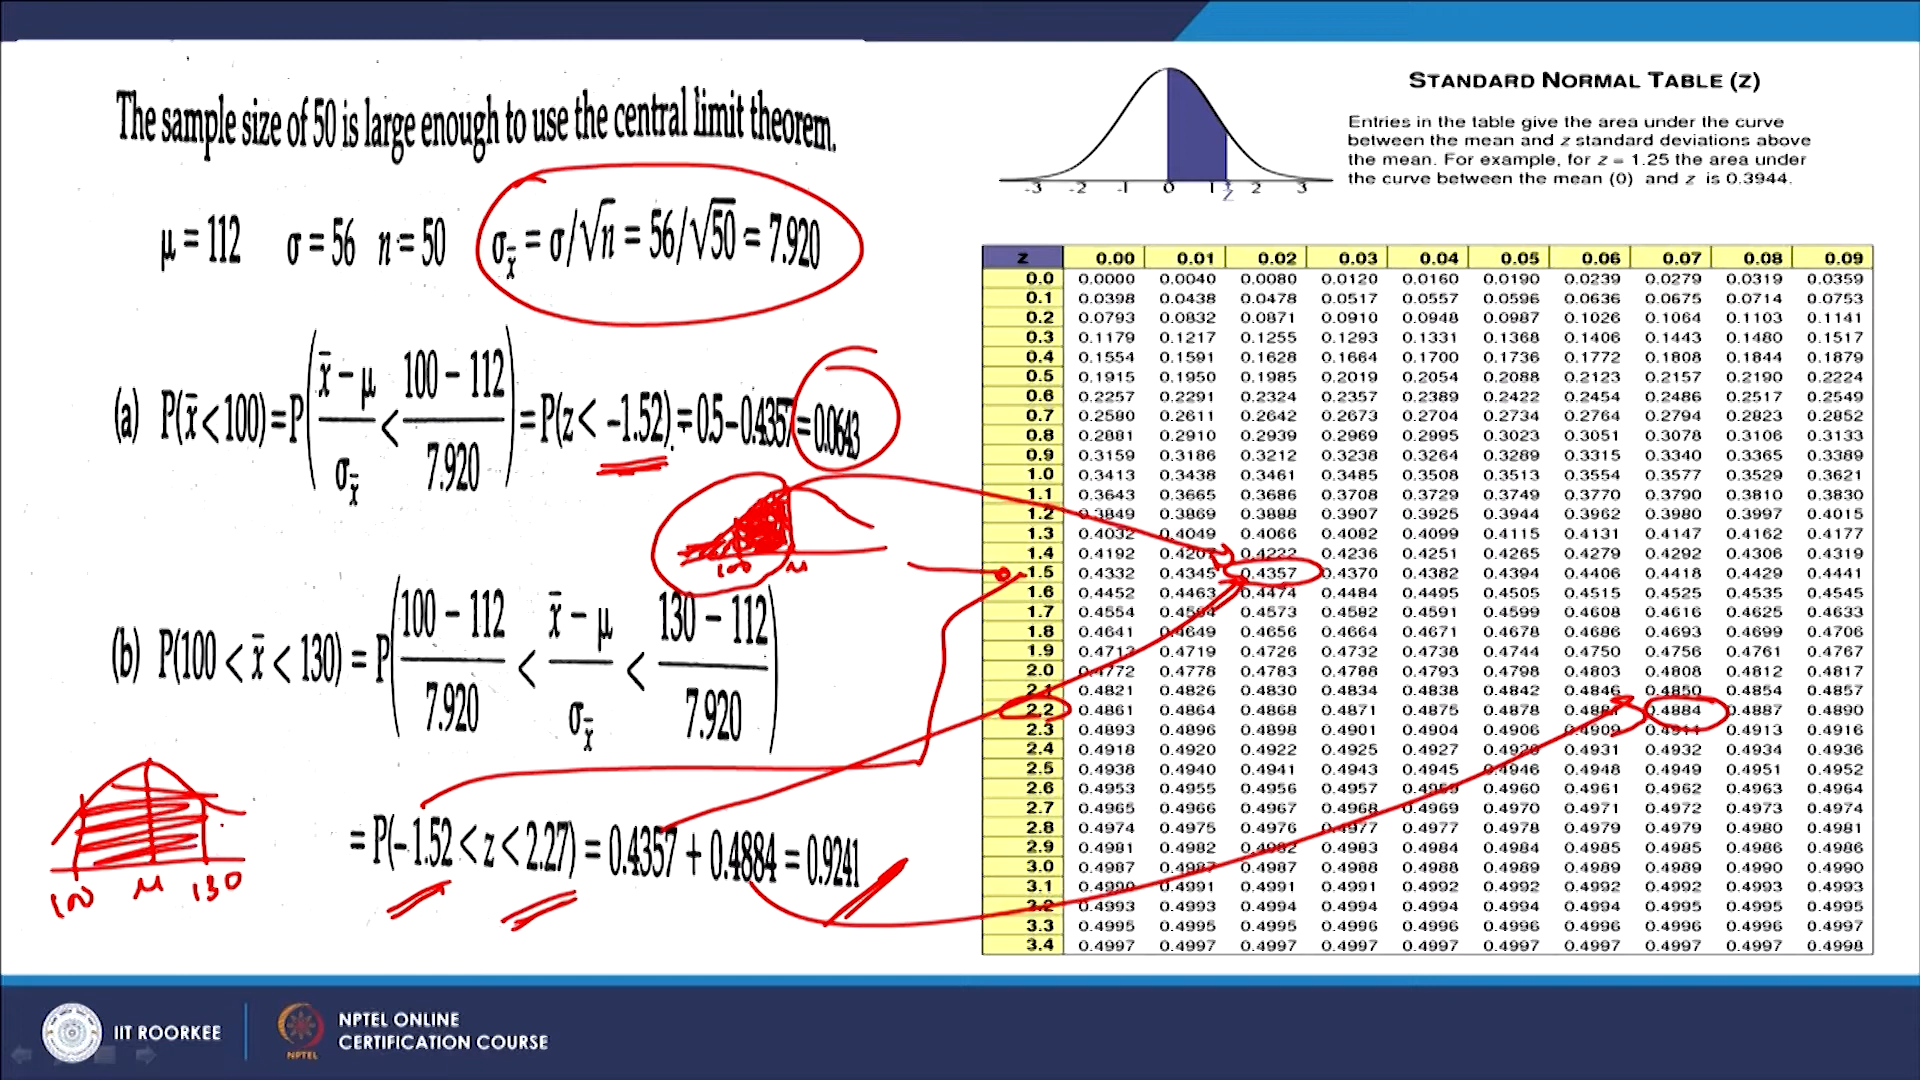 The sample size of 50 is large enough to use the central limit theorem.
μ = 112 σ = 56 n = 50 σx̄ = σ/√n = 56/√50 = 7.920
(a) P(x̄ < 100) = P( (x̄ − μ)/σx̄ < (100 − 112)/7.920 ) = P(z < −1.52) = 0.5 − 0.4357 = 0.0643
100 μ
(b) P(100 < x̄ < 130) = P( (100 − 112)/7.920 < (x̄ − μ)/σx̄ < (130 − 112)/7.920 )
= P(−1.52 < z < 2.27) = 0.4357 + 0.4884 = 0.9241
100 μ 130
STANDARD NORMAL TABLE (Z)
Entries in the table give the area under the curve
between the mean and z standard deviations above
the mean. For example, for z = 1.25 the area under
the curve between the mean (0) and z is 0.3944.
-3 -2 -1 0 1 2 3
z
z 0.00 0.01 0.02 0.03 0.04 0.05 0.06 0.07 0.08 0.09
0.0 0.0000 0.0040 0.0080 0.0120 0.0160 0.0190 0.0239 0.0279 0.0319 0.0359
0.1 0.0398 0.0438 0.0478 0.0517 0.0557 0.0596 0.0636 0.0675 0.0714 0.0753
0.2 0.0793 0.0832 0.0871 0.0910 0.0948 0.0987 0.1026 0.1064 0.1103 0.1141
0.3 0.1179 0.1217 0.1255 0.1293 0.1331 0.1368 0.1406 0.1443 0.1480 0.1517
0.4 0.1554 0.1591 0.1628 0.1664 0.1700 0.1736 0.1772 0.1808 0.1844 0.1879
0.5 0.1915 0.1950 0.1985 0.2019 0.2054 0.2088 0.2123 0.2157 0.2190 0.2224
0.6 0.2257 0.2291 0.2324 0.2357 0.2389 0.2422 0.2454 0.2486 0.2517 0.2549
0.7 0.2580 0.2611 0.2642 0.2673 0.2704 0.2734 0.2764 0.2794 0.2823 0.2852
0.8 0.2881 0.2910 0.2939 0.2969 0.2995 0.3023 0.3051 0.3078 0.3106 0.3133
0.9 0.3159 0.3186 0.3212 0.3238 0.3264 0.3289 0.3315 0.3340 0.3365 0.3389
1.0 0.3413 0.3438 0.3461 0.3485 0.3508 0.3513 0.3554 0.3577 0.3529 0.3621
1.1 0.3643 0.3665 0.3686 0.3708 0.3729 0.3749 0.3770 0.3790 0.3810 0.3830
1.2 0.3849 0.3869 0.3888 0.3907 0.3925 0.3944 0.3962 0.3980 0.3997 0.4015
1.3 0.4032 0.4049 0.4066 0.4082 0.4099 0.4115 0.4131 0.4147 0.4162 0.4177
1.4 0.4192 0.4207 0.4222 0.4236 0.4251 0.4265 0.4279 0.4292 0.4306 0.4319
1.5 0.4332 0.4345 0.4357 0.4370 0.4382 0.4394 0.4406 0.4418 0.4429 0.4441
1.6 0.4452 0.4463 0.4474 0.4484 0.4495 0.4505 0.4515 0.4525 0.4535 0.4545
1.7 0.4554 0.4564 0.4573 0.4582 0.4591 0.4599 0.4608 0.4616 0.4625 0.4633
1.8 0.4641 0.4649 0.4656 0.4664 0.4671 0.4678 0.4686 0.4693 0.4699 0.4706
1.9 0.4713 0.4719 0.4726 0.4732 0.4738 0.4744 0.4750 0.4756 0.4761 0.4767
2.0 0.4772 0.4778 0.4783 0.4788 0.4793 0.4798 0.4803 0.4808 0.4812 0.4817
2.1 0.4821 0.4826 0.4830 0.4834 0.4838 0.4842 0.4846 0.4850 0.4854 0.4857
2.2 0.4861 0.4864 0.4868 0.4871 0.4875 0.4878 0.4881 0.4884 0.4887 0.4890
2.3 0.4893 0.4896 0.4898 0.4901 0.4904 0.4906 0.4909 0.4911 0.4913 0.4916
2.4 0.4918 0.4920 0.4922 0.4925 0.4927 0.4929 0.4931 0.4932 0.4934 0.4936
2.5 0.4938 0.4940 0.4941 0.4943 0.4945 0.4946 0.4948 0.4949 0.4951 0.4952
2.6 0.4953 0.4955 0.4956 0.4957 0.4959 0.4960 0.4961 0.4962 0.4963 0.4964
2.7 0.4965 0.4966 0.4967 0.4968 0.4969 0.4970 0.4971 0.4972 0.4973 0.4974
2.8 0.4974 0.4975 0.4976 0.4977 0.4977 0.4978 0.4979 0.4979 0.4980 0.4981
2.9 0.4981 0.4982 0.4982 0.4983 0.4984 0.4984 0.4985 0.4985 0.4986 0.4986
3.0 0.4987 0.4987 0.4987 0.4988 0.4988 0.4989 0.4989 0.4989 0.4990 0.4990
3.1 0.4990 0.4991 0.4991 0.4991 0.4992 0.4992 0.4992 0.4992 0.4993 0.4993
3.2 0.4993 0.4993 0.4994 0.4994 0.4994 0.4994 0.4994 0.4995 0.4995 0.4995
3.3 0.4995 0.4995 0.4995 0.4996 0.4996 0.4996 0.4996 0.4996 0.4996 0.4997
3.4 0.4997 0.4997 0.4997 0.4997 0.4997 0.4997 0.4997 0.4997 0.4997 0.4998
IIT ROORKEE
NPTEL
NPTEL ONLINE
CERTIFICATION COURSE